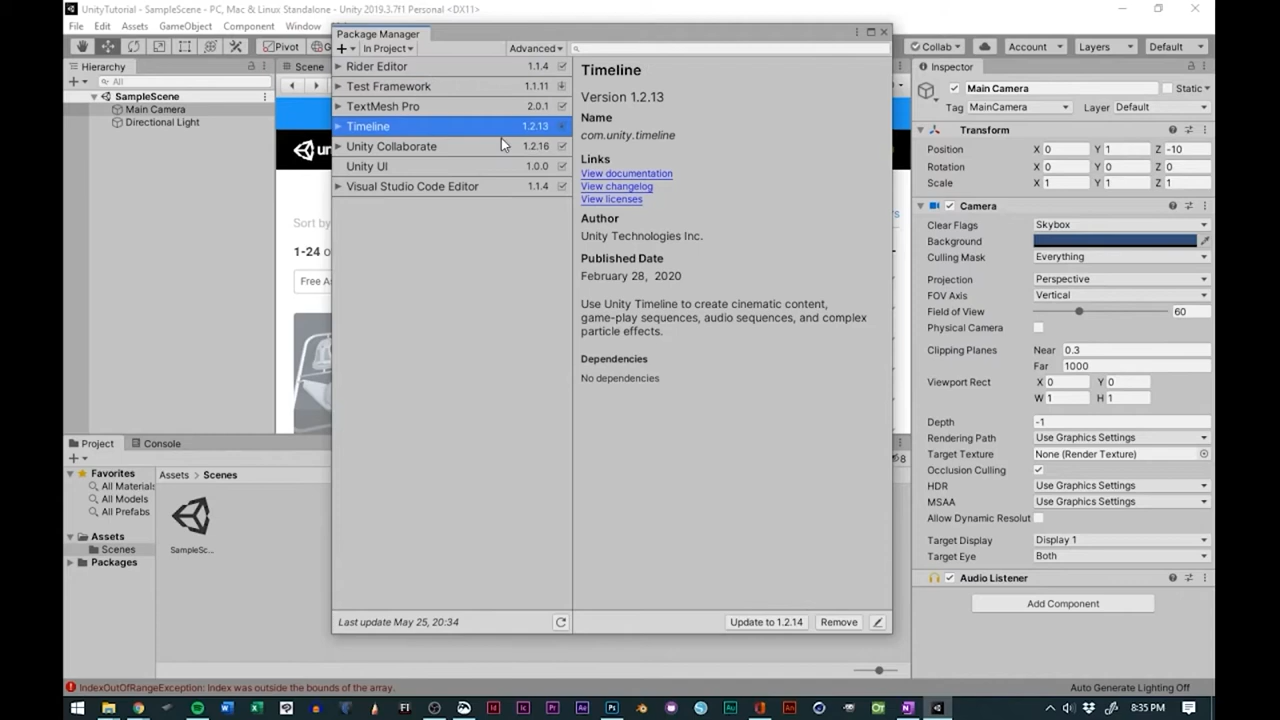 UnityTutorial - SampleScene - PC, Mac & Linux Standalone - Unity 2019.3.7f1 Personal <DX11>
File Edit Assets GameObject Component Window
Pivot
Collab Account Layers Default
Package Manager
In Project Advanced
Rider Editor 1.1.4
Test Framework 1.1.11
TextMesh Pro 2.0.1
Timeline 1.2.13
Unity Collaborate 1.2.16
Unity UI 1.0.0
Visual Studio Code Editor 1.1.4
Last update May 25, 20:34
Timeline
Version 1.2.13
Name
com.unity.timeline
Links
View documentation
View changelog
View licenses
Author
Unity Technologies Inc.
Published Date
February 28, 2020
Use Unity Timeline to create cinematic content,
game-play sequences, audio sequences, and complex
particle effects.
Dependencies
No dependencies
Update to 1.2.14 Remove
Hierarchy
All
SampleScene
Main Camera
Directional Light
Scene
Sort by
1-24
Inspector
Main Camera Static
Tag MainCamera Layer Default
Transform
Position X 0 Y 1 Z -10
Rotation X 0 Y 0 Z 0
Scale X 1 Y 1 Z 1
Camera
Clear Flags Skybox
Background
Culling Mask Everything
Projection Perspective
FOV Axis Vertical
Field of View 60
Physical Camera
Clipping Planes Near 0.3
Far 1000
Viewport Rect X 0 Y 0
W 1 H 1
Depth -1
Rendering Path Use Graphics Settings
Target Texture None (Render Texture)
Occlusion Culling
HDR Use Graphics Settings
MSAA Use Graphics Settings
Allow Dynamic Resolut
Target Display Display 1
Target Eye Both
Audio Listener
Add Component
Project Console
Favorites
All Materials
All Models
All Prefabs
Assets
Scenes
Packages
Assets > Scenes
SampleSc...
8
IndexOutOfRangeException: Index was outside the bounds of the array.
Auto Generate Lighting Off
8:35 PM